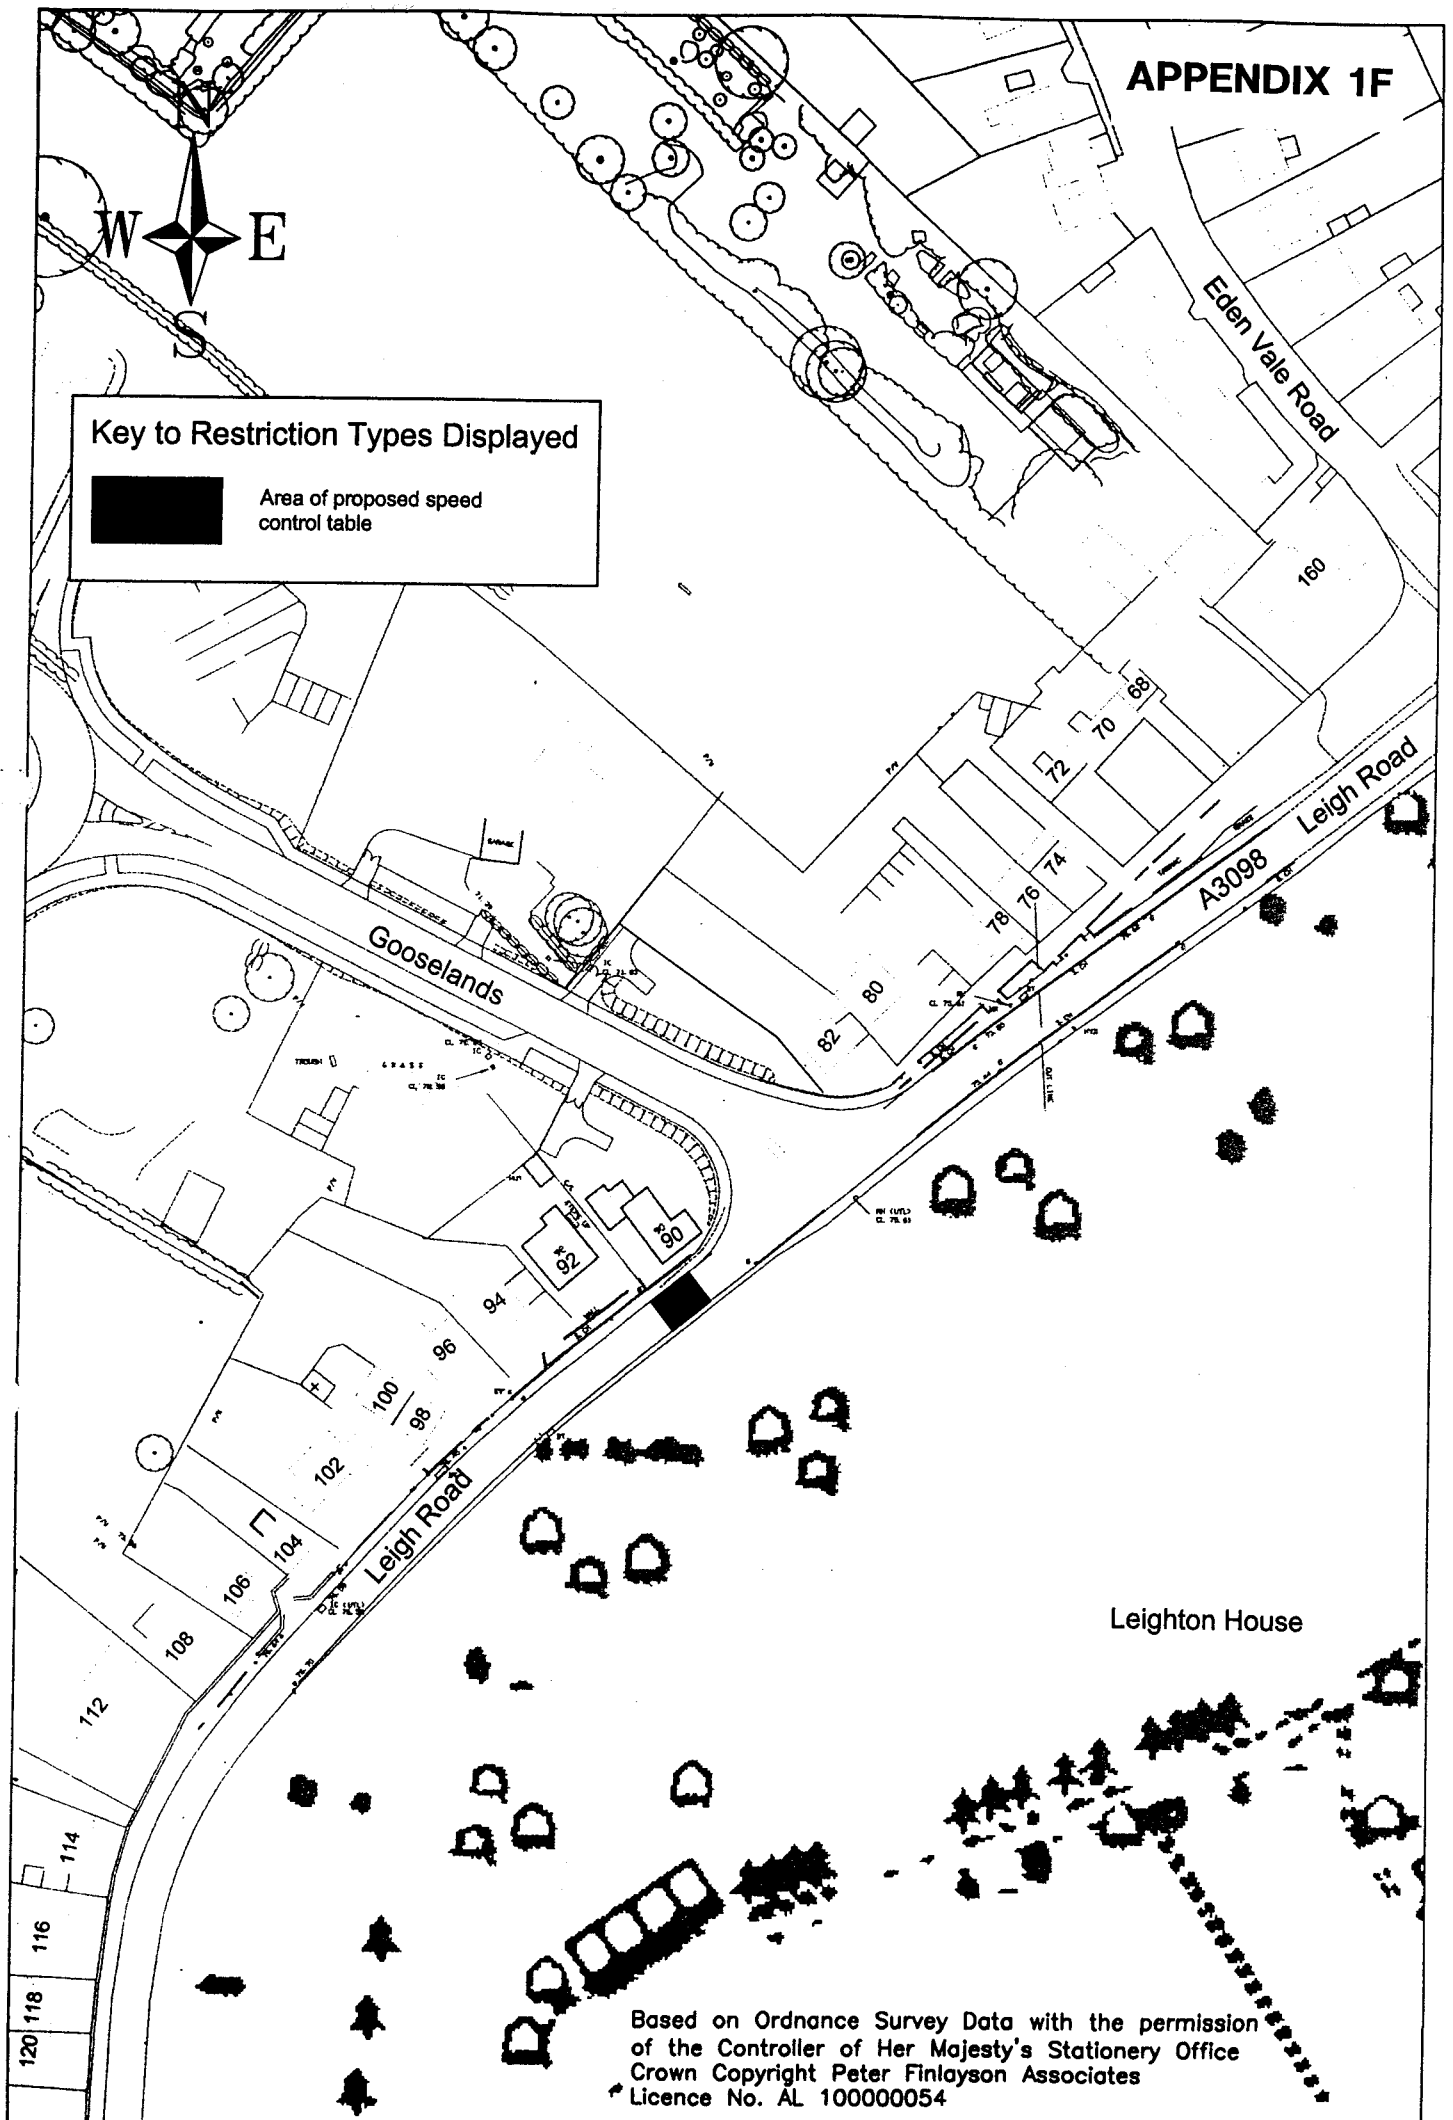 APPENDIX 1F
W E
S
Eden Vale Road
Key to Restriction Types Displayed
Area of proposed speed
control table
160
68
70
72
Leigh Road
A3098
74
76
78
80
82
GARAGE
Gooselands
TROUGH
GRASS
90
92
94
96
100
98
102
Leigh Road
104
106
108
112
114
116
118
120
Leighton House
Based on Ordnance Survey Data with the permission
of the Controller of Her Majesty's Stationery Office
Crown Copyright Peter Finlayson Associates
Licence No. AL 100000054